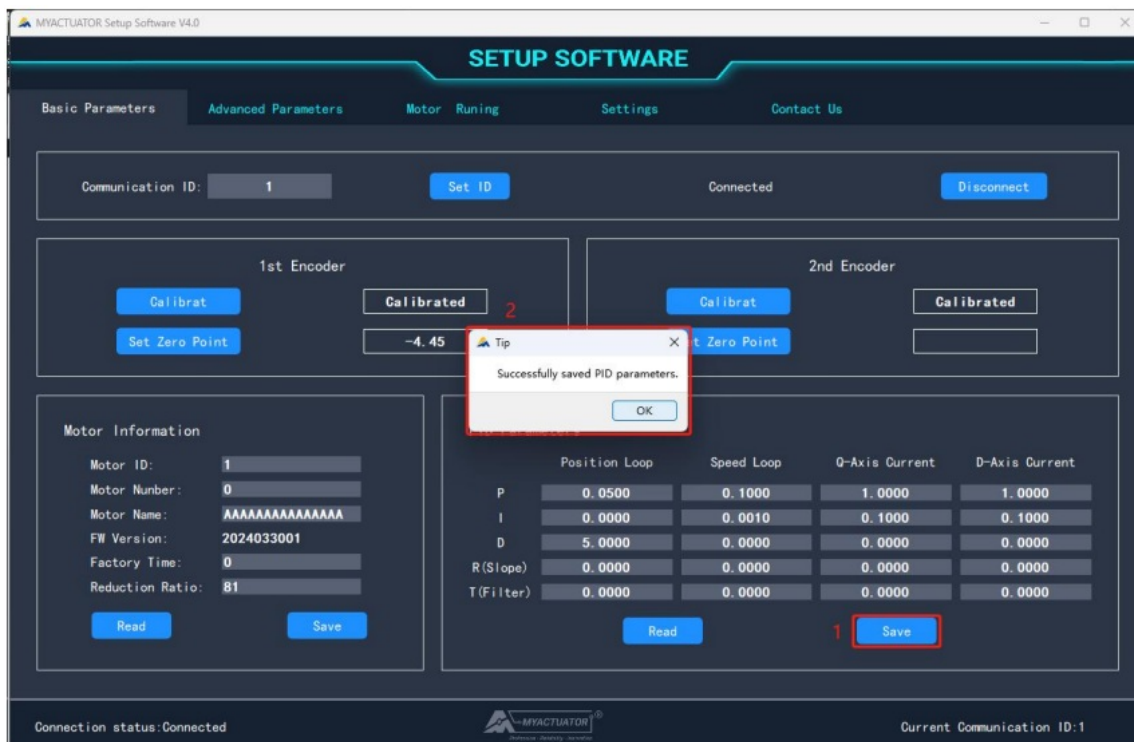 MYACTUATOR Setup Software V4.0
SETUP SOFTWARE
Basic Parameters Advanced Parameters Motor Runing Settings Contact Us
Communication ID: 1 Set ID Connected Disconnect
1st Encoder 2nd Encoder
Calibrat Calibrated Calibrat Calibrated
2
Set Zero Point -4.45 t Zero Point
Tip
Successfully saved PID parameters.
OK
Motor Information
Motor ID: 1
Motor Nunber: 0
Motor Name: AAAAAAAAAAAAAAA
FW Version: 2024033001
Factory Time: 0
Reduction Ratio: 81
Read Save
Position Loop Speed Loop Q-Axis Current D-Axis Current
P 0.0500 0.1000 1.0000 1.0000
I 0.0000 0.0010 0.1000 0.1000
D 5.0000 0.0000 0.0000 0.0000
R(Slope) 0.0000 0.0000 0.0000 0.0000
T(Filter) 0.0000 0.0000 0.0000 0.0000
Read 1 Save
Connection status:Connected MYACTUATOR ® Current Communication ID:1